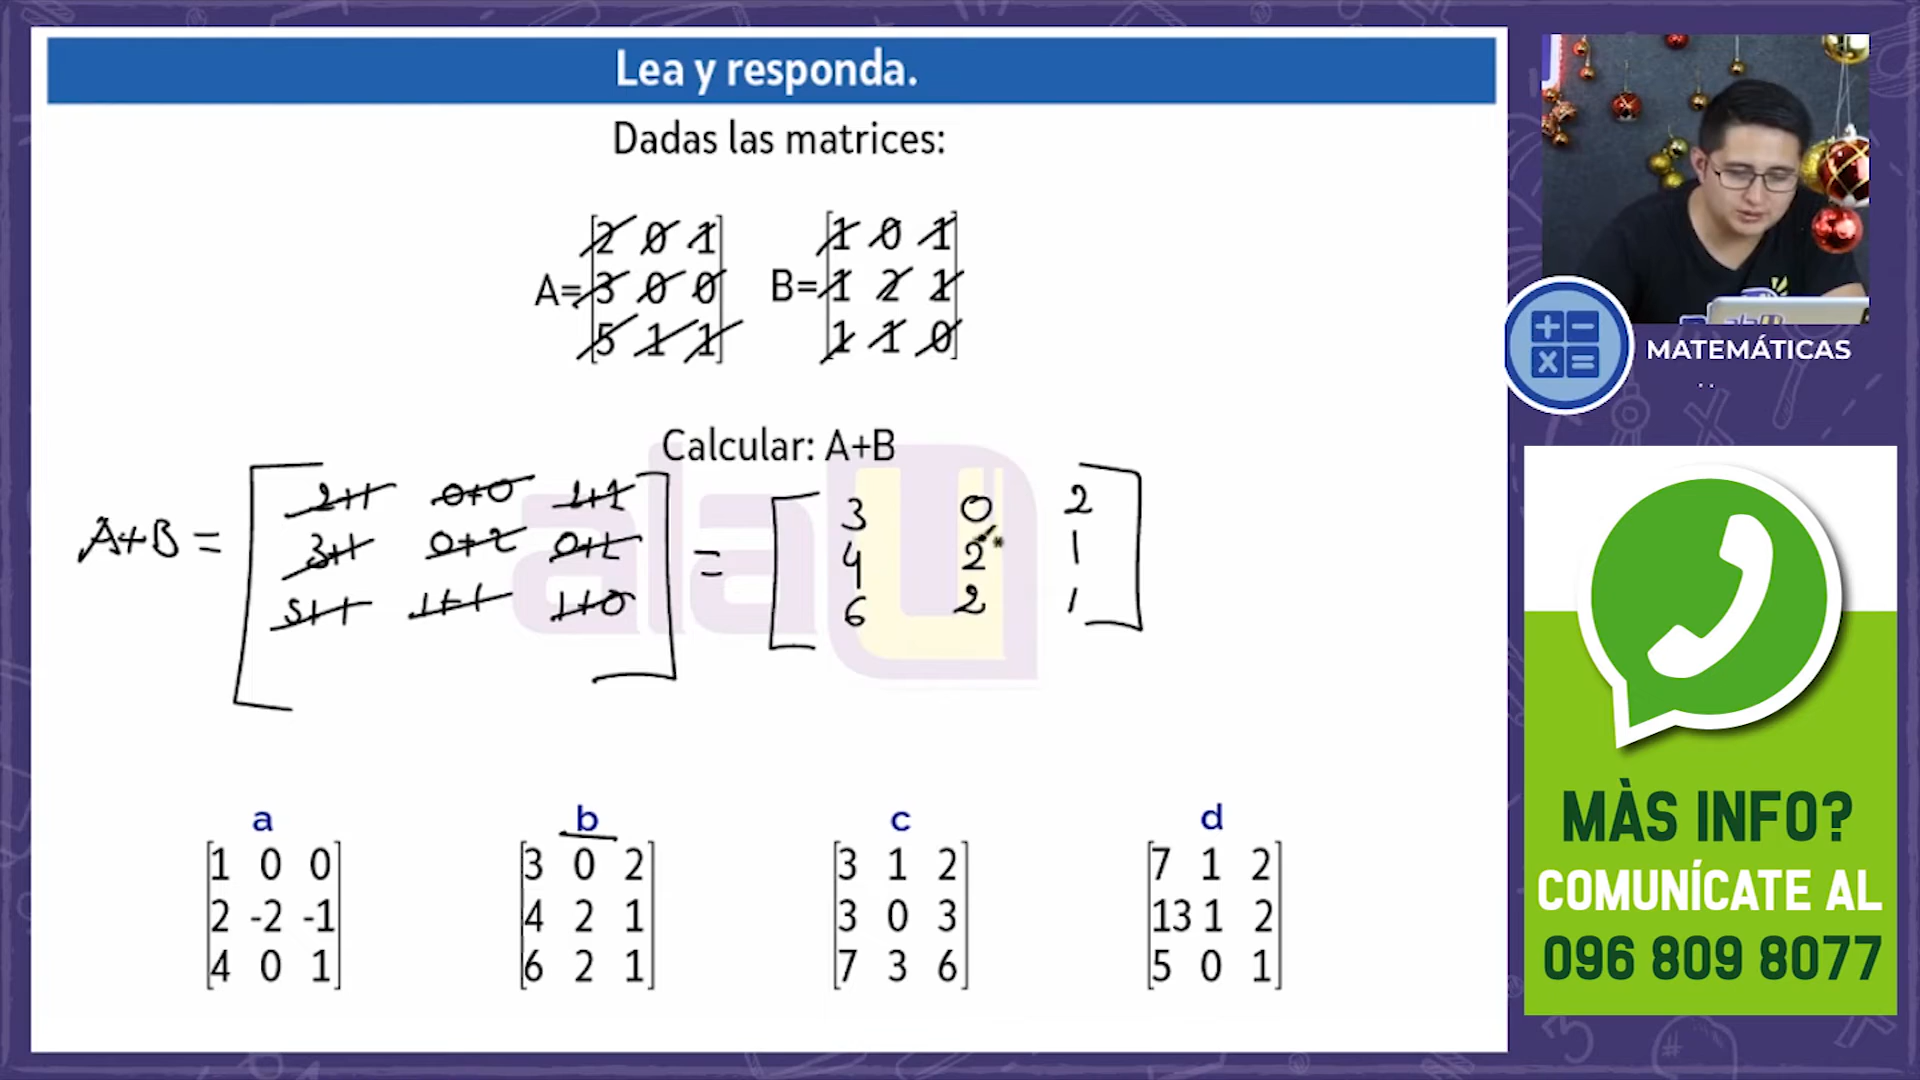 Lea y responda.
Dadas las matrices:
2 0 1
A= 3 0 0
5 1 1
1 0 1
B= 1 2 1
1 1 0
Calcular: A+B
A+B =
2+1 0+0 1+1
3+1 0+2 0+1
5+1 1+1 1+0
=
3 0 2
4 2 1
6 2 1
alaU
a
1 0 0
2 -2 -1
4 0 1
b
3 0 2
4 2 1
6 2 1
c
3 1 2
3 0 3
7 3 6
d
7 1 2
13 1 2
5 0 1
MATEMÁTICAS
MÀS INFO?
COMUNÍCATE AL
096 809 8077